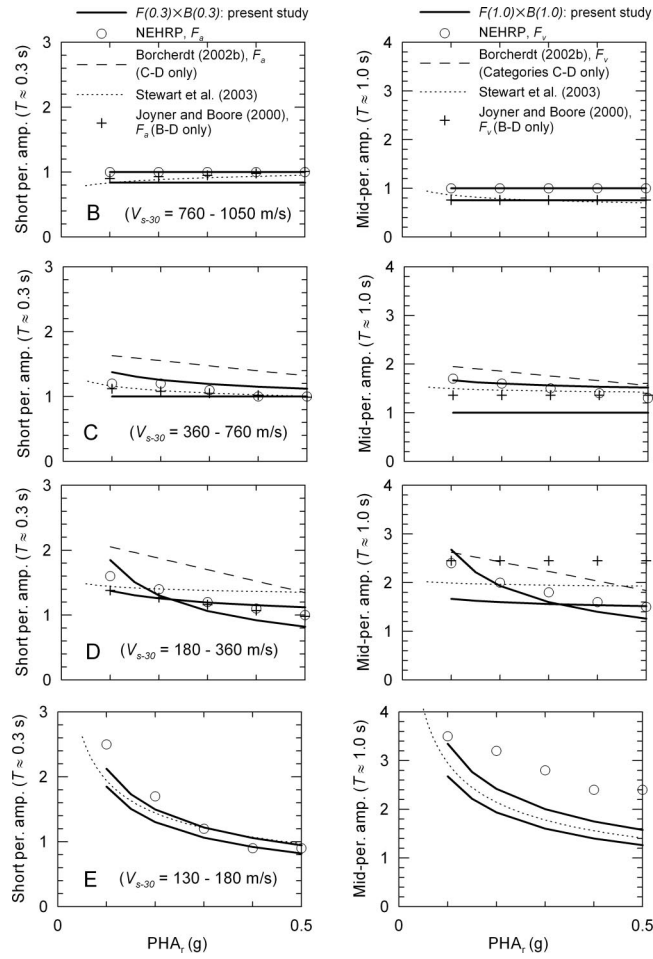 F(0.3)×B(0.3): present study
NEHRP, Fa
Borcherdt (2002b), Fa
(C-D only)
Stewart et al. (2003)
Joyner and Boore (2000),
Fa (B-D only)
Short per. amp. (T ≈ 0.3 s)
3
2
1
0
B (Vs-30 = 760 - 1050 m/s)
F(1.0)×B(1.0): present study
NEHRP, Fv
Borcherdt (2002b), Fv
(Categories C-D only)
Stewart et al. (2003)
Joyner and Boore (2000),
Fv (B-D only)
Mid-per. amp. (T ≈ 1.0 s)
4
3
2
1
0
Short per. amp. (T ≈ 0.3 s)
3
2
1
0
C (Vs-30 = 360 - 760 m/s)
Mid-per. amp. (T ≈ 1.0 s)
4
3
2
1
0
Short per. amp. (T ≈ 0.3 s)
3
2
1
0
D (Vs-30 = 180 - 360 m/s)
Mid-per. amp. (T ≈ 1.0 s)
4
3
2
1
0
Short per. amp. (T ≈ 0.3 s)
3
2
1
0
E (Vs-30 = 130 - 180 m/s)
0 0.5
PHAr (g)
Mid-per. amp. (T ≈ 1.0 s)
4
3
2
1
0
0 0.5
PHAr (g)